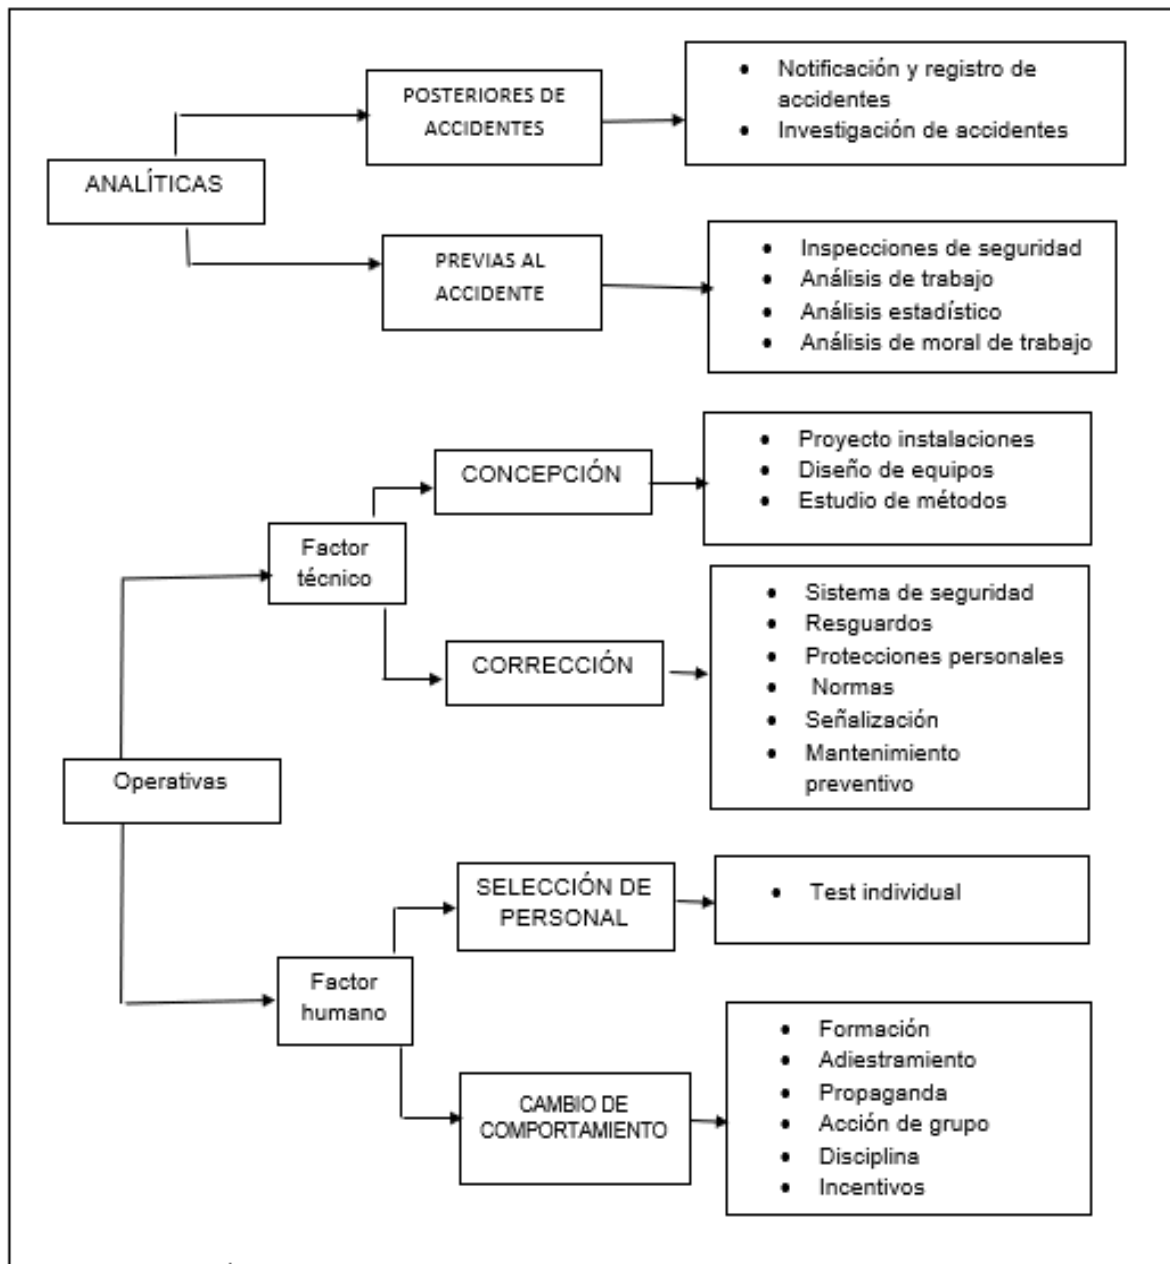 POSTERIORES DE
ACCIDENTES
• Notificación y registro de
accidentes
• Investigación de accidentes
ANALÍTICAS
PREVIAS AL
ACCIDENTE
• Inspecciones de seguridad
• Análisis de trabajo
• Análisis estadístico
• Análisis de moral de trabajo
CONCEPCIÓN
• Proyecto instalaciones
• Diseño de equipos
• Estudio de métodos
Factor
técnico
CORRECCIÓN
• Sistema de seguridad
• Resguardos
• Protecciones personales
• Normas
• Señalización
• Mantenimiento
preventivo
Operativas
SELECCIÓN DE
PERSONAL
• Test individual
Factor
humano
CAMBIO DE
COMPORTAMIENTO
• Formación
• Adiestramiento
• Propaganda
• Acción de grupo
• Disciplina
• Incentivos